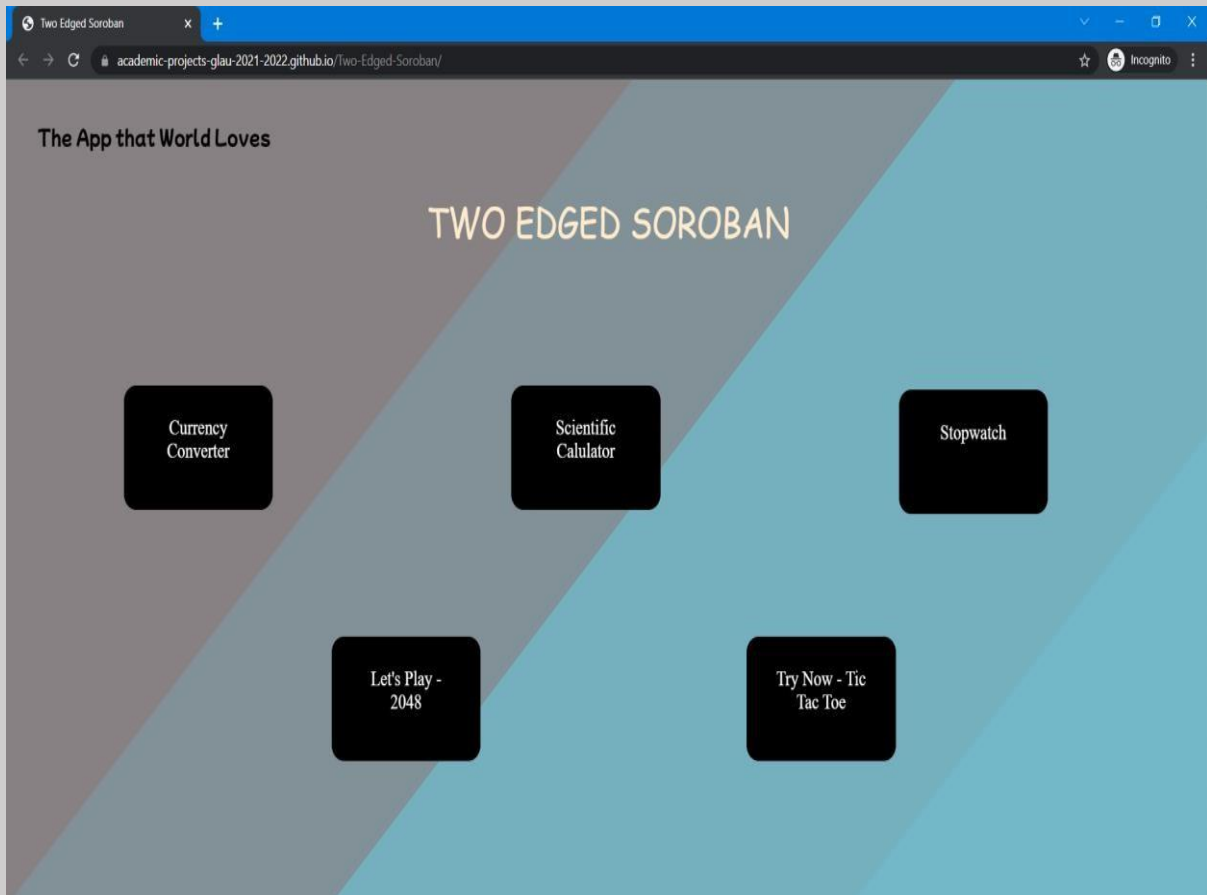 Two Edged Soroban
academic-projects-glau-2021-2022.github.io/Two-Edged-Soroban/
Incognito
The App that World Loves
TWO EDGED SOROBAN
Currency
Converter
Scientific
Calulator
Stopwatch
Let's Play -
2048
Try Now - Tic
Tac Toe